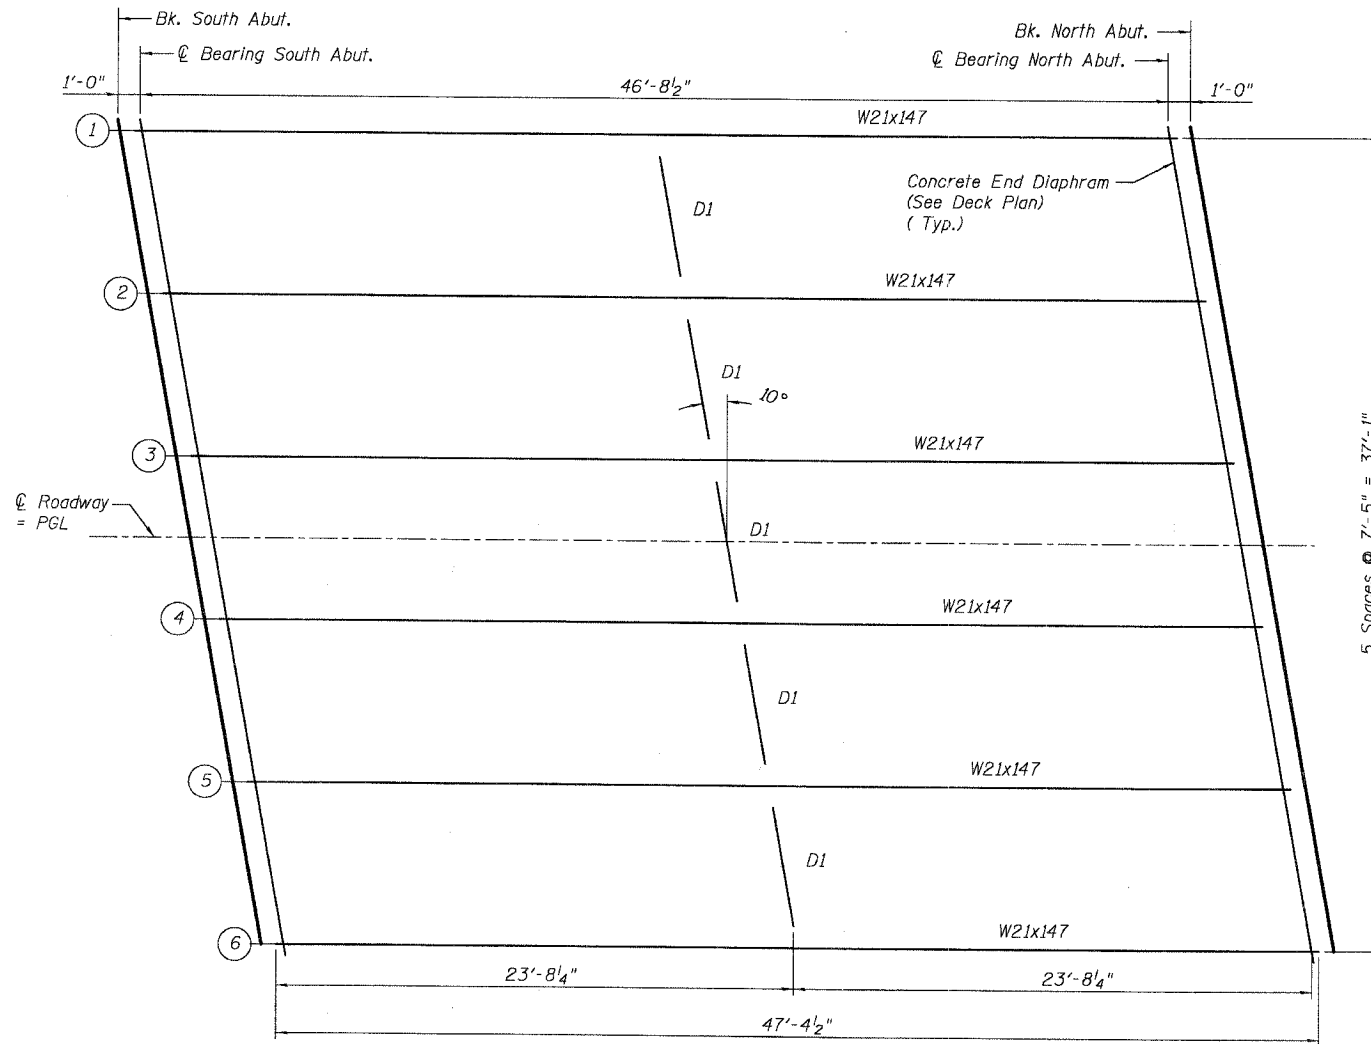 Bk. South Abut.
℄ Bearing South Abut.
Bk. North Abut.
℄ Bearing North Abut.
1'-0"
46'-8½"
1'-0"
1
W21x147
Concrete End Diaphram
(See Deck Plan)
( Typ.)
D1
2
W21x147
D1
10°
3
W21x147
℄ Roadway
= PGL
D1
5 Spaces @ 7'-5" = 37'-1"
4
W21x147
D1
5
W21x147
D1
6
W21x147
23'-8¼"
23'-8¼"
47'-4½"